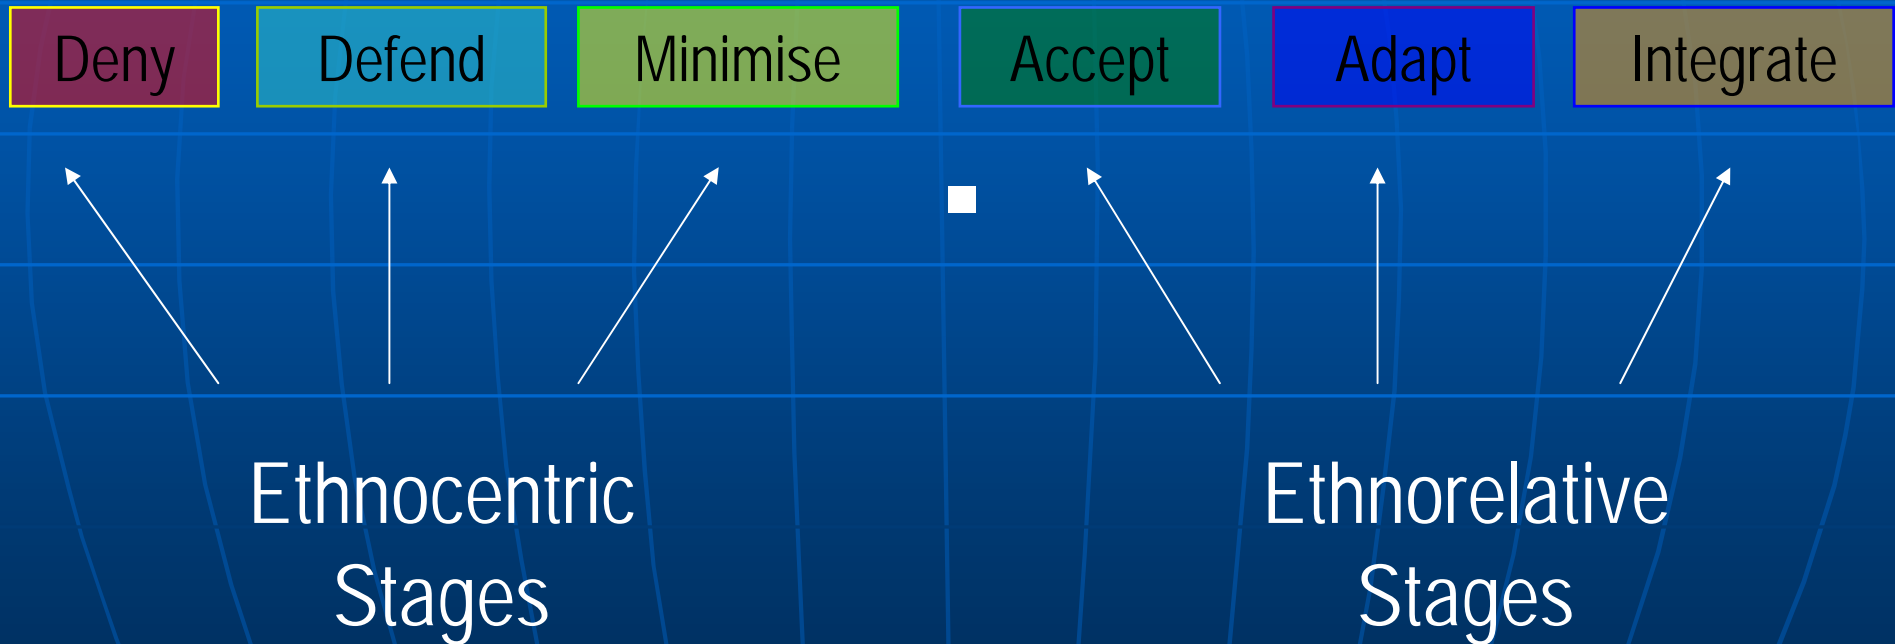 Deny Defend Minimise Accept Adapt Integrate
Ethnocentric Stages
Ethnorelative Stages